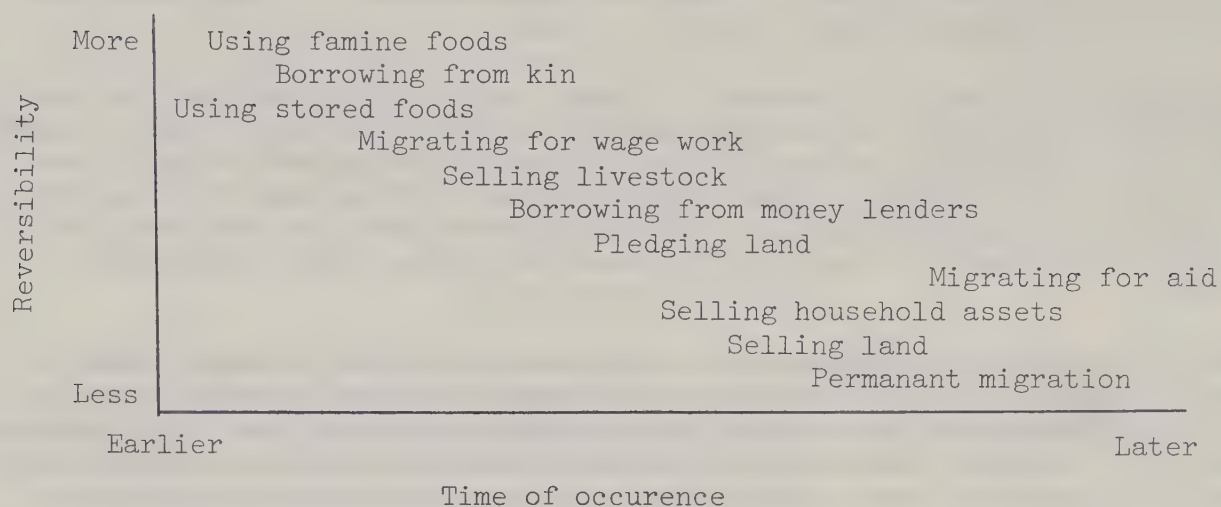 More
Using famine foods
Borrowing from kin
Using stored foods
Migrating for wage work
Selling livestock
Borrowing from money lenders
Pledging land
Migrating for aid
Selling household assets
Selling land
Permanant migration
Less
Reversibility
Earlier
Later
Time of occurence